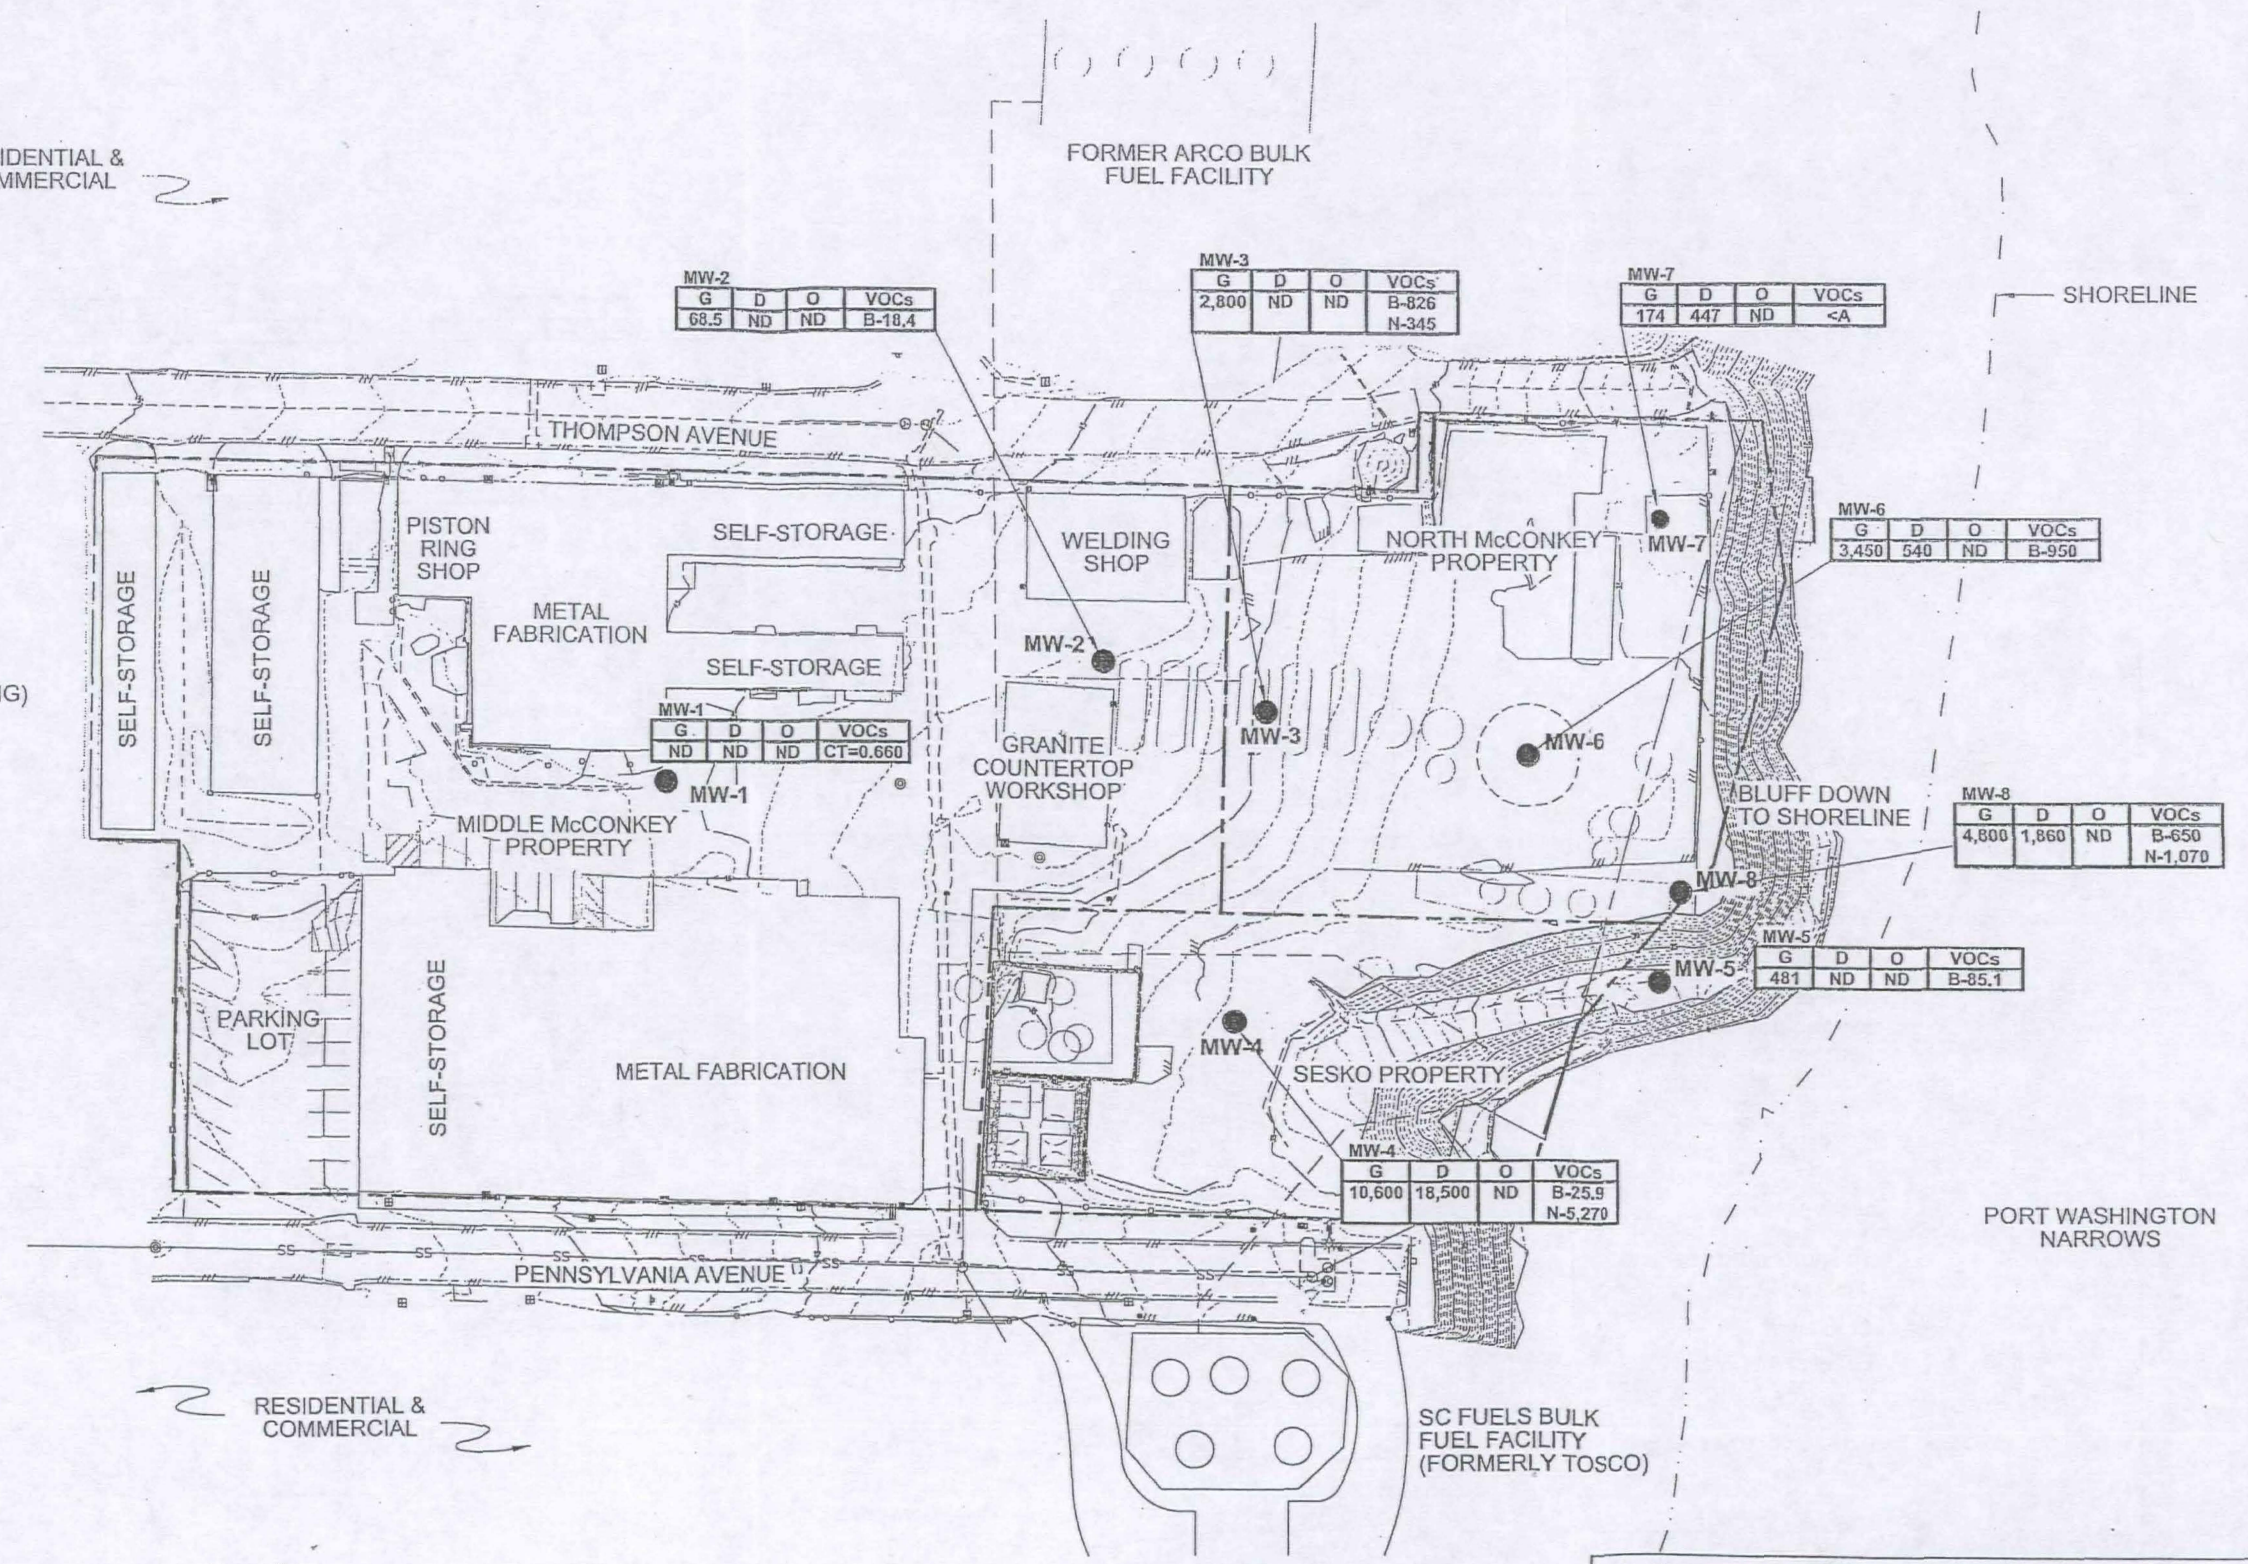 FORMER ARCO BULK
FUEL FACILITY
IDENTIAL &
MMERCIAL
MW-2
G D O VOCs
68.5 ND ND B-18.4
MW-3
G D O VOCs
2,800 ND ND B-826
N-345
MW-7
G D O VOCs
174 447 ND <A
SHORELINE
THOMPSON AVENUE
SELF-STORAGE
SELF-STORAGE
PISTON
RING
SHOP
METAL
FABRICATION
SELF-STORAGE
SELF-STORAGE
WELDING
SHOP
NORTH McCONKEY
PROPERTY
MW-7
MW-6
G D O VOCs
3,450 540 ND B-950
MW-2
G)
MW-1
G D O VOCs
ND ND ND CT=0.660
MW-1
MW-3
MW-6
GRANITE
COUNTERTOP
WORKSHOP
MIDDLE McCONKEY
PROPERTY
BLUFF DOWN
TO SHORELINE
MW-8
G D O VOCs
4,800 1,860 ND B-650
N-1,070
MW-8
MW-5
G D O VOCs
481 ND ND B-85.1
MW-5
PARKING
LOT
SELF-STORAGE
METAL FABRICATION
MW-4
SESKO PROPERTY
MW-4
G D O VOCs
10,600 18,500 ND B-25.9
N-5,270
PORT WASHINGTON
NARROWS
SS SS SS SS SS SS SS
PENNSYLVANIA AVENUE
RESIDENTIAL &
COMMERCIAL
SC FUELS BULK
FUEL FACILITY
(FORMERLY TOSCO)